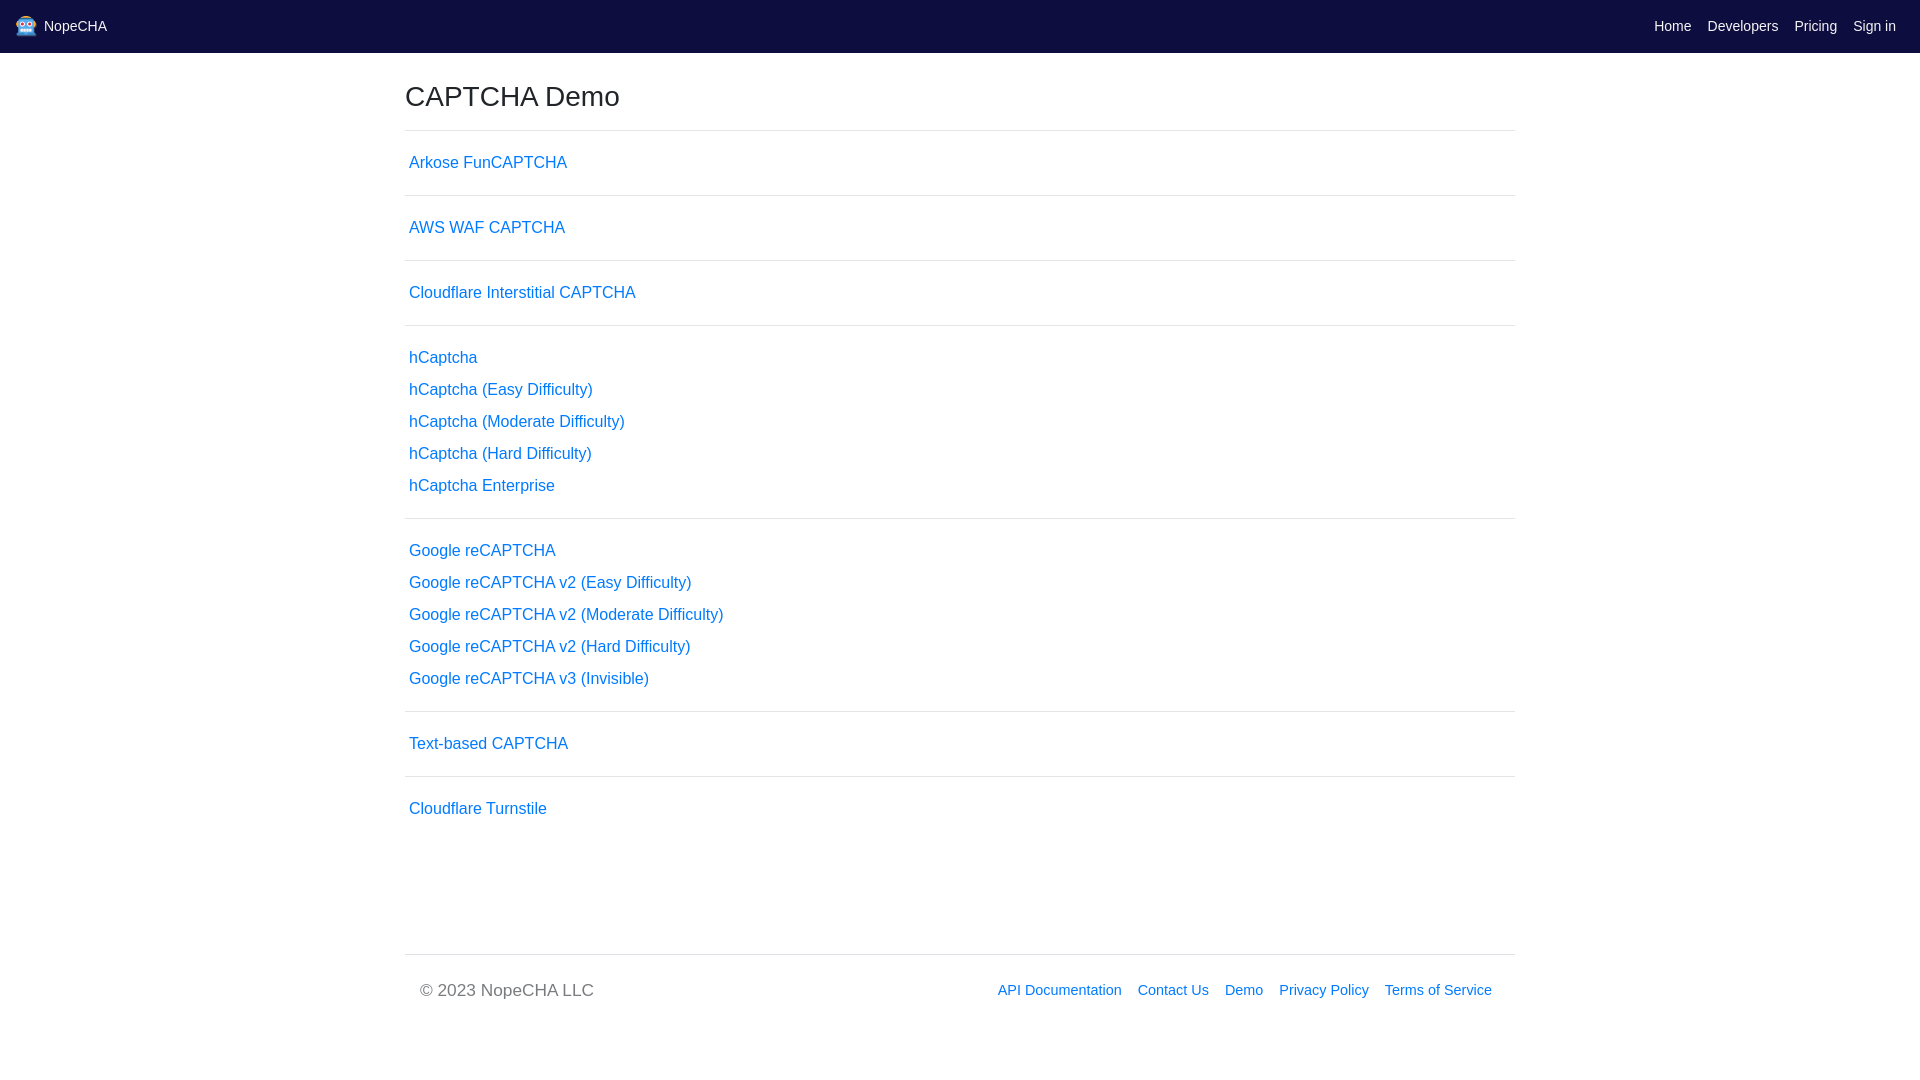 NopeCHA Home Developers Pricing Sign in
CAPTCHA Demo
Arkose FunCAPTCHA
AWS WAF CAPTCHA
Cloudflare Interstitial CAPTCHA
hCaptcha
hCaptcha (Easy Difficulty)
hCaptcha (Moderate Difficulty)
hCaptcha (Hard Difficulty)
hCaptcha Enterprise
Google reCAPTCHA
Google reCAPTCHA v2 (Easy Difficulty)
Google reCAPTCHA v2 (Moderate Difficulty)
Google reCAPTCHA v2 (Hard Difficulty)
Google reCAPTCHA v3 (Invisible)
Text-based CAPTCHA
Cloudflare Turnstile
© 2023 NopeCHA LLC API Documentation Contact Us Demo Privacy Policy Terms of Service